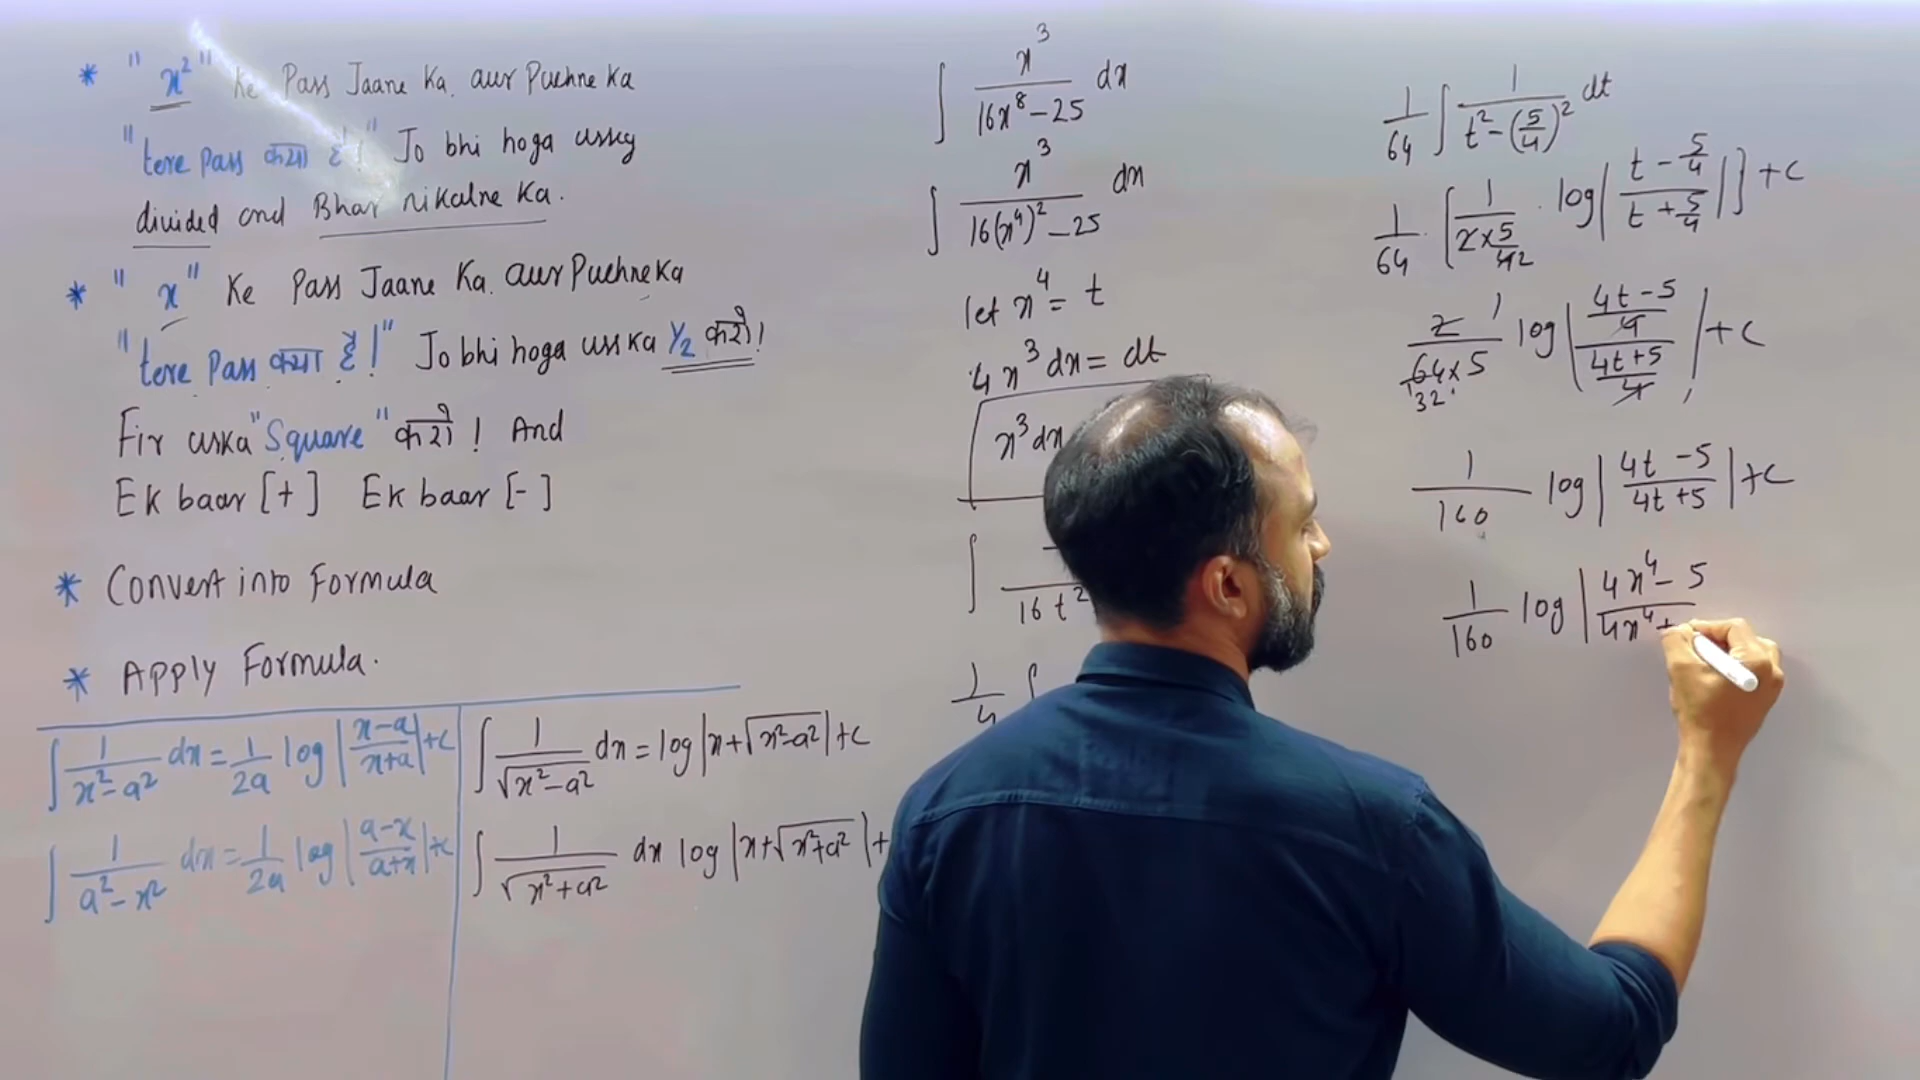 * "x²" Ke Pass Jaane Ka. aur Puchne Ka
"tere Pass क्या है!" Jo bhi hoga ussey
divided and Bhar nikalne Ka.
* "x" Ke Pass Jaane Ka. aur Puchne Ka
"tere Pass क्या है!" Jo bhi hoga uss Ka 1/2 करो!
Fir uska "Square" करो! And
Ek baar [+] Ek baar [-]
* Convert into Formula
* Apply Formula.
∫ 1/(x²-a²) dx = 1/2a log |(x-a)/(x+a)| +c
∫ 1/(a²-x²) dx = 1/2a log |(a-x)/(a+x)| +c
∫ 1/√(x²-a²) dx = log |x+√(x²-a²)| +c
∫ 1/√(x²+a²) dx log |x+√(x²+a²)| +
∫ x³/(16x⁸-25) dx
∫ x³/(16(x⁴)²-25) dx
let x⁴ = t
4x³dx = dt
x³dx
∫ 16t²
1/4 ∫
1/64 ∫ 1/(t²-(5/4)²) dt
1/64 . [1/(2×5/4 2) . log |(t-5/4)/(t+5/4)|] +c
2 1/(64×5) 32 log |((4t-5)/4)/((4t+5)/4)| +c
1/160 log |(4t-5)/(4t+5)| +c
1/160 log |(4x⁴-5)/(4x⁴+